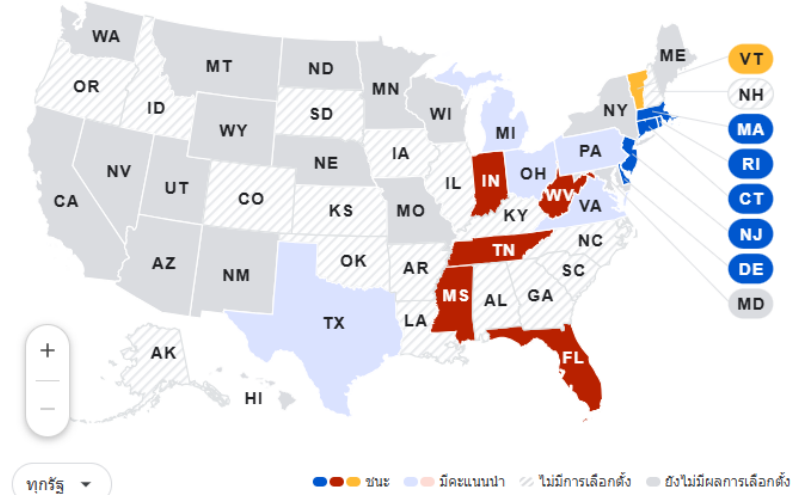 WA
ME
VT
MT
ND
MN
OR
NH
ID
SD
WI
NY
WY
MI
MA
IA
PA
NE
RI
NV
OH
IL
IN
UT
CO
WV
CT
CA
KS
MO
VA
KY
NJ
NC
TN
OK
AZ
NM
AR
SC
DE
MS
AL
GA
MD
LA
TX
AK
FL
+
HI
−
ทุกรัฐ ชนะ มีคะแนนนำ ไม่มีการเลือกตั้ง ยังไม่มีผลการเลือกตั้ง